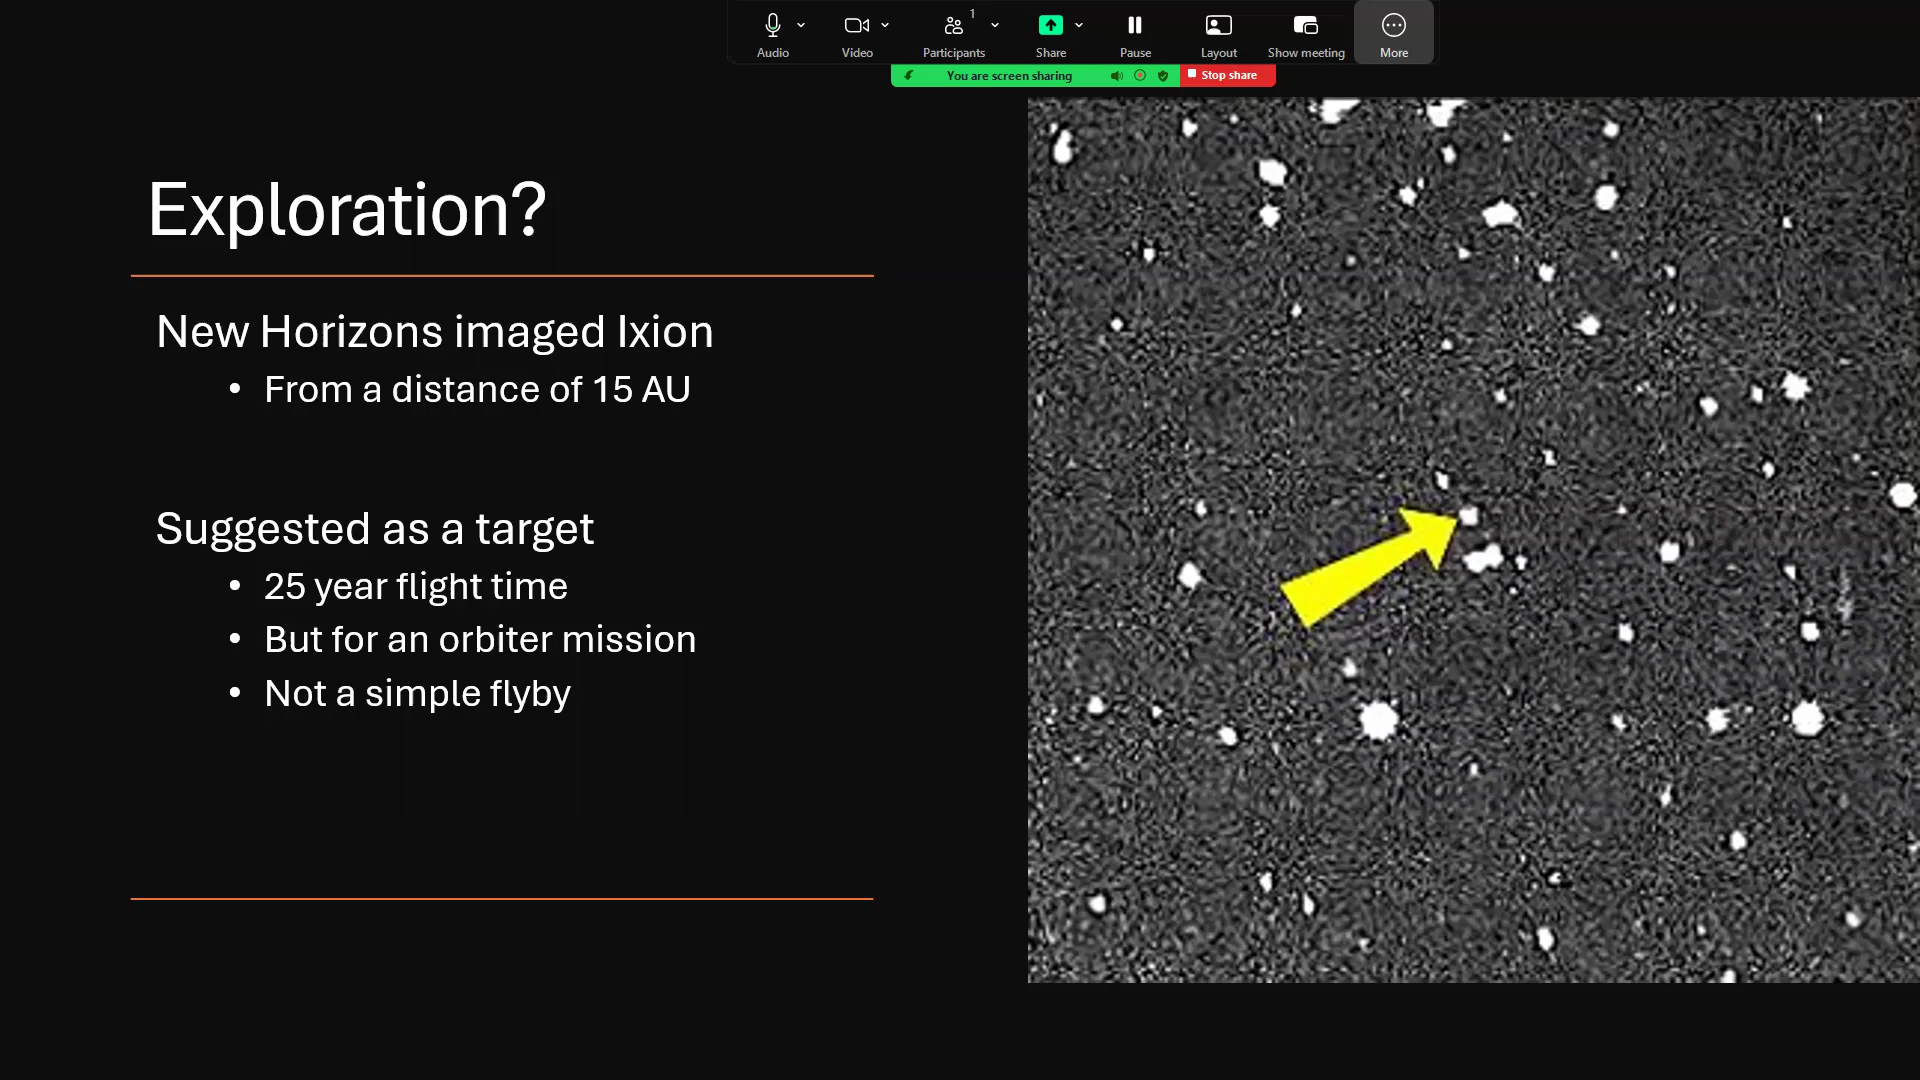 1
Audio
Video
Participants
Share
Pause
Layout
Show meeting
More
You are screen sharing
Stop share
Exploration?
New Horizons imaged Ixion
• From a distance of 15 AU
Suggested as a target
• 25 year flight time
• But for an orbiter mission
• Not a simple flyby